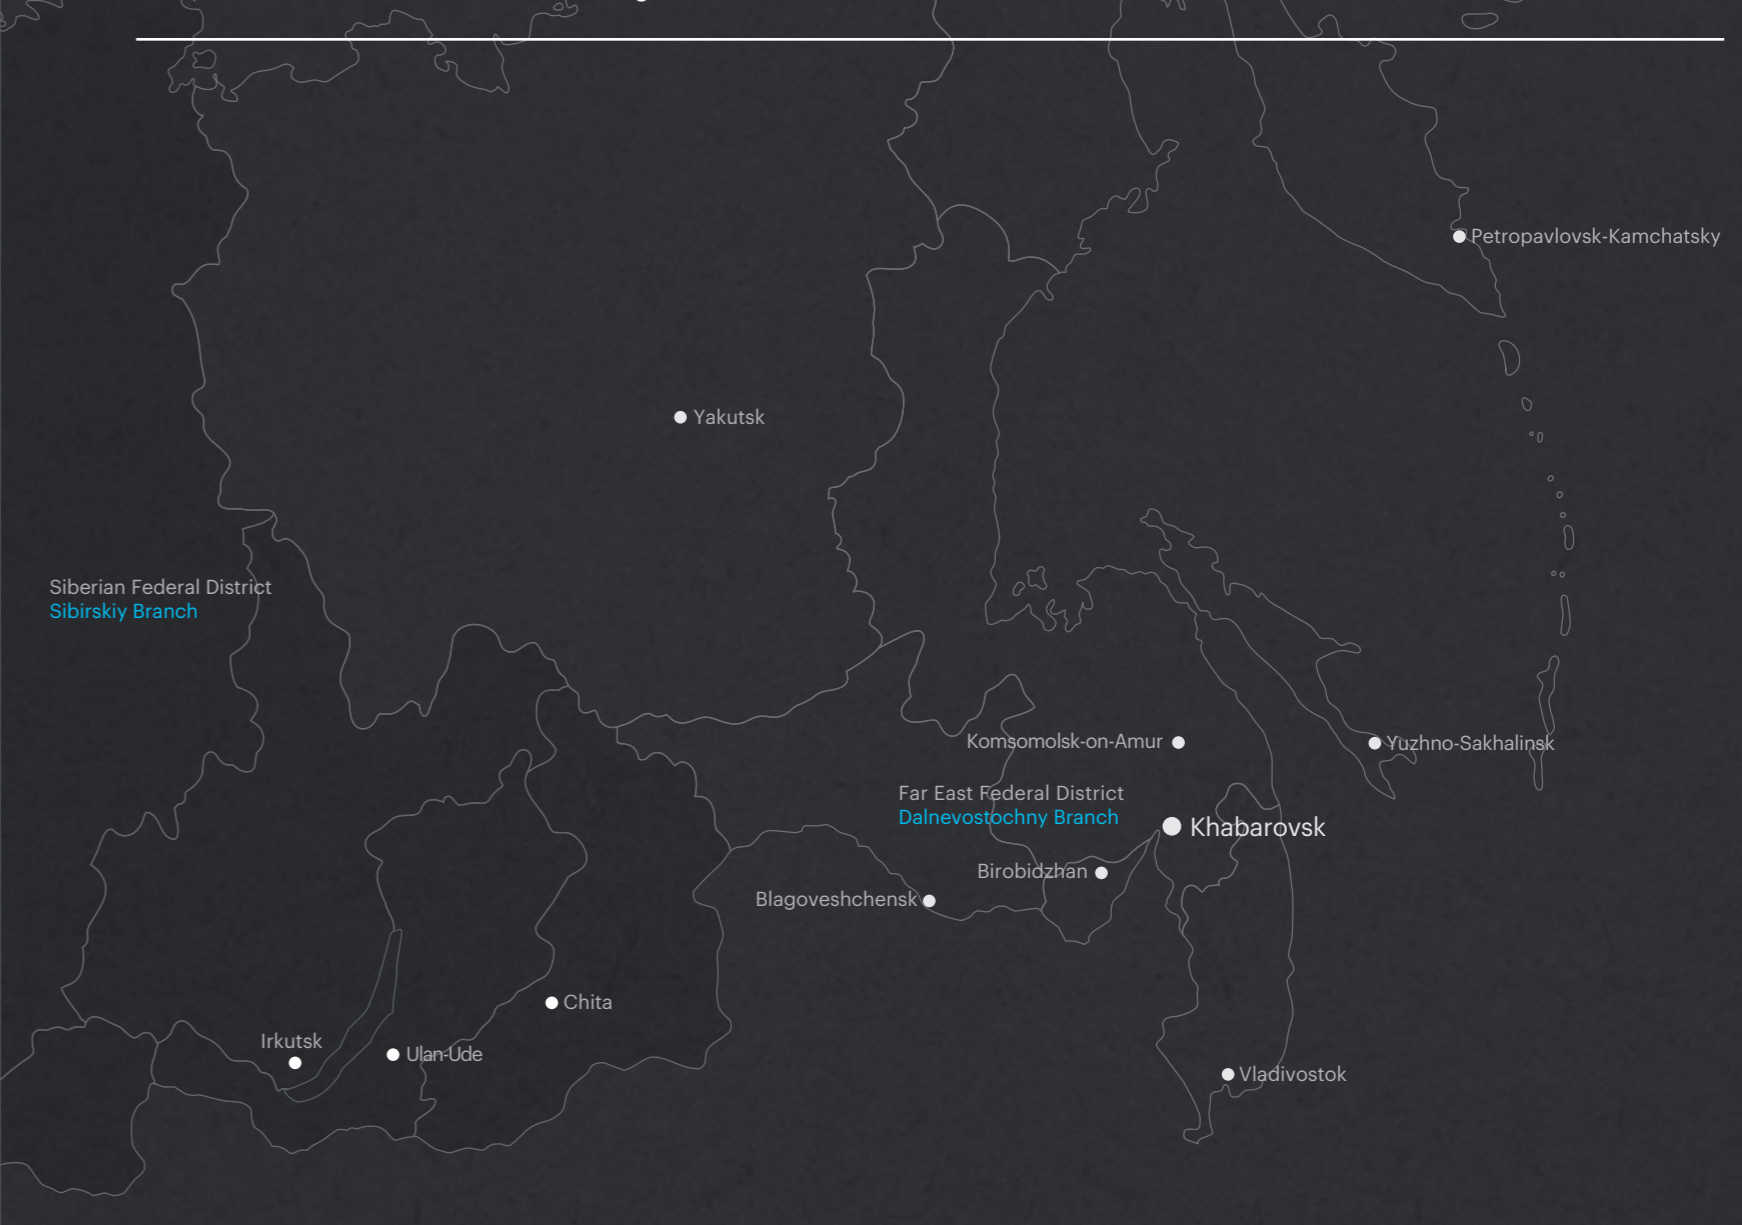 Petropavlovsk-Kamchatsky
Yakutsk
Siberian Federal District
Sibirskiy Branch
Komsomolsk-on-Amur
Yuzhno-Sakhalinsk
Far East Federal District
Dalnevostochny Branch
Khabarovsk
Birobidzhan
Blagoveshchensk
Chita
Irkutsk
Ulan-Ude
Vladivostok